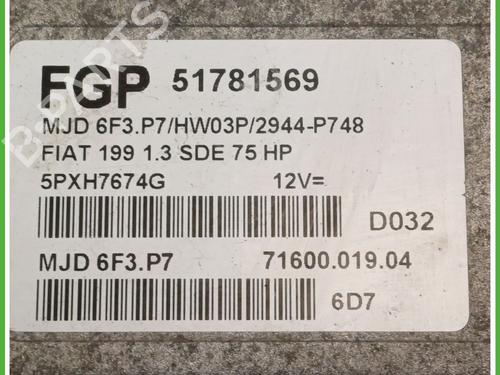 FGP 51781569
MJD 6F3.P7/HW03P/2944-P748
FIAT 199 1.3 SDE 75 HP
5PXH7674G 12V=
D032
MJD 6F3.P7 71600.019.04
6D7
B-PARTS